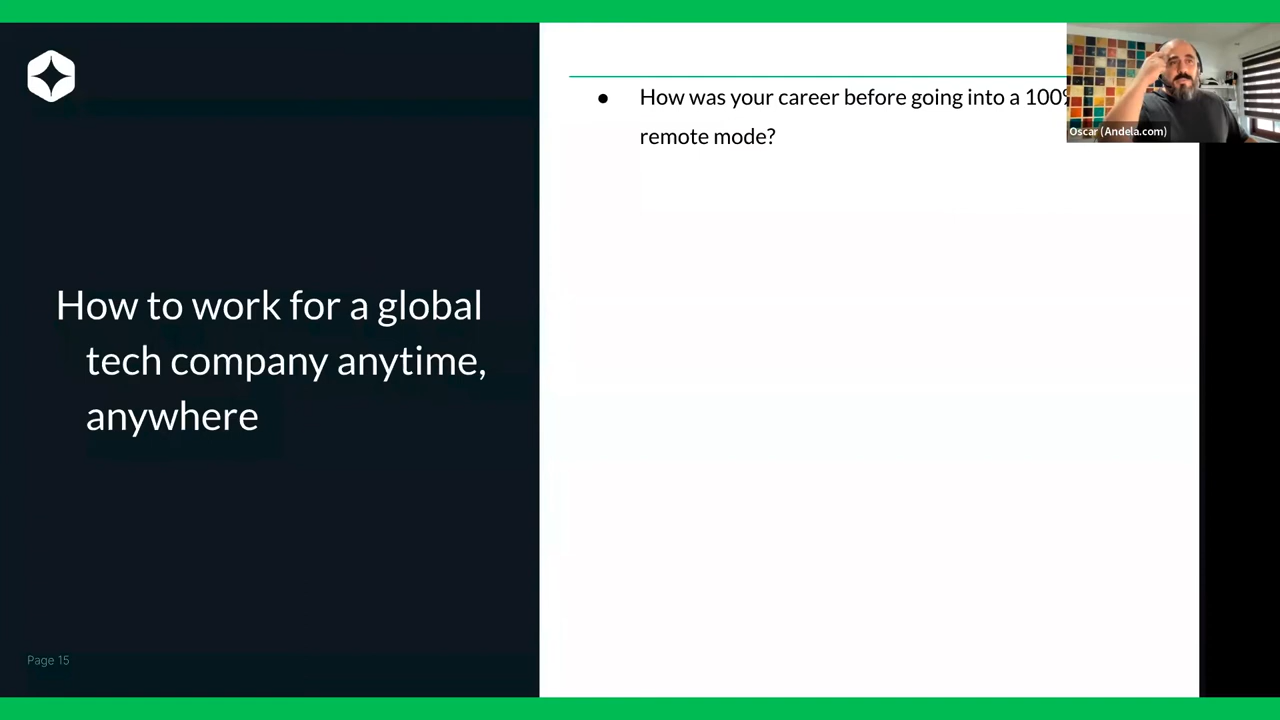 How to work for a global
tech company anytime,
anywhere
Page 15
How was your career before going into a 100%
remote mode?
Oscar (Andela.com)